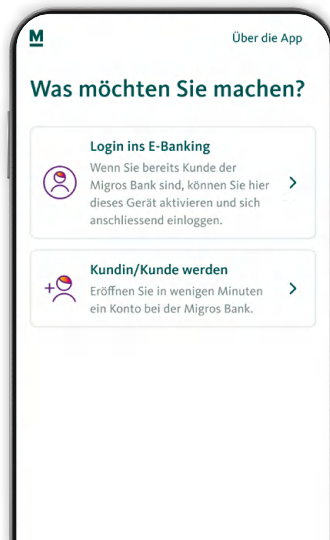 M
Über die App
Was möchten Sie machen?
Login ins E-Banking
Wenn Sie bereits Kunde der
Migros Bank sind, können Sie hier
dieses Gerät aktivieren und sich
anschliessend einloggen.
Kundin/Kunde werden
Eröffnen Sie in wenigen Minuten
ein Konto bei der Migros Bank.